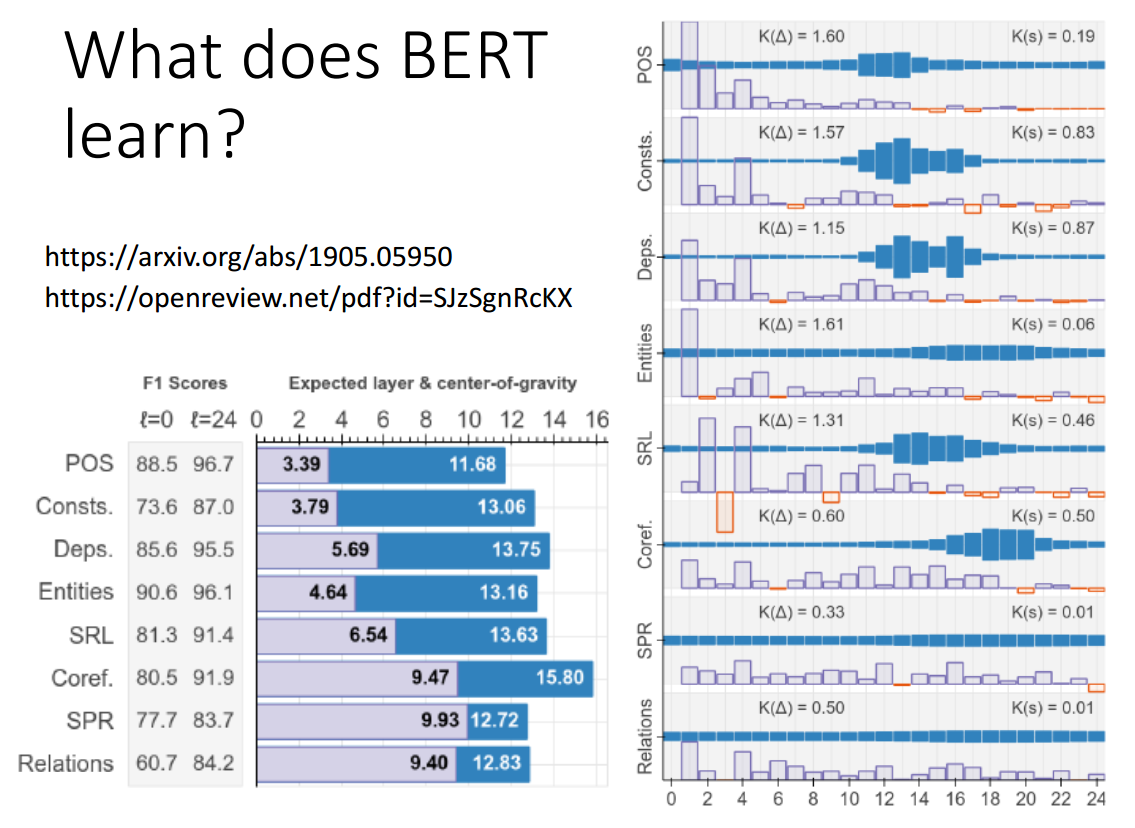 What does BERT
learn?
https://arxiv.org/abs/1905.05950
https://openreview.net/pdf?id=SJzSgnRcKX
F1 Scores Expected layer & center-of-gravity
ℓ=0 ℓ=24 0 2 4 6 8 10 12 14 16
POS 88.5 96.7 3.39 11.68
Consts. 73.6 87.0 3.79 13.06
Deps. 85.6 95.5 5.69 13.75
Entities 90.6 96.1 4.64 13.16
SRL 81.3 91.4 6.54 13.63
Coref. 80.5 91.9 9.47 15.80
SPR 77.7 83.7 9.93 12.72
Relations 60.7 84.2 9.40 12.83
POS K(Δ) = 1.60 K(s) = 0.19
Consts. K(Δ) = 1.57 K(s) = 0.83
Deps. K(Δ) = 1.15 K(s) = 0.87
Entities K(Δ) = 1.61 K(s) = 0.06
SRL K(Δ) = 1.31 K(s) = 0.46
Coref. K(Δ) = 0.60 K(s) = 0.50
SPR K(Δ) = 0.33 K(s) = 0.01
Relations K(Δ) = 0.50 K(s) = 0.01
0 2 4 6 8 10 12 14 16 18 20 22 24